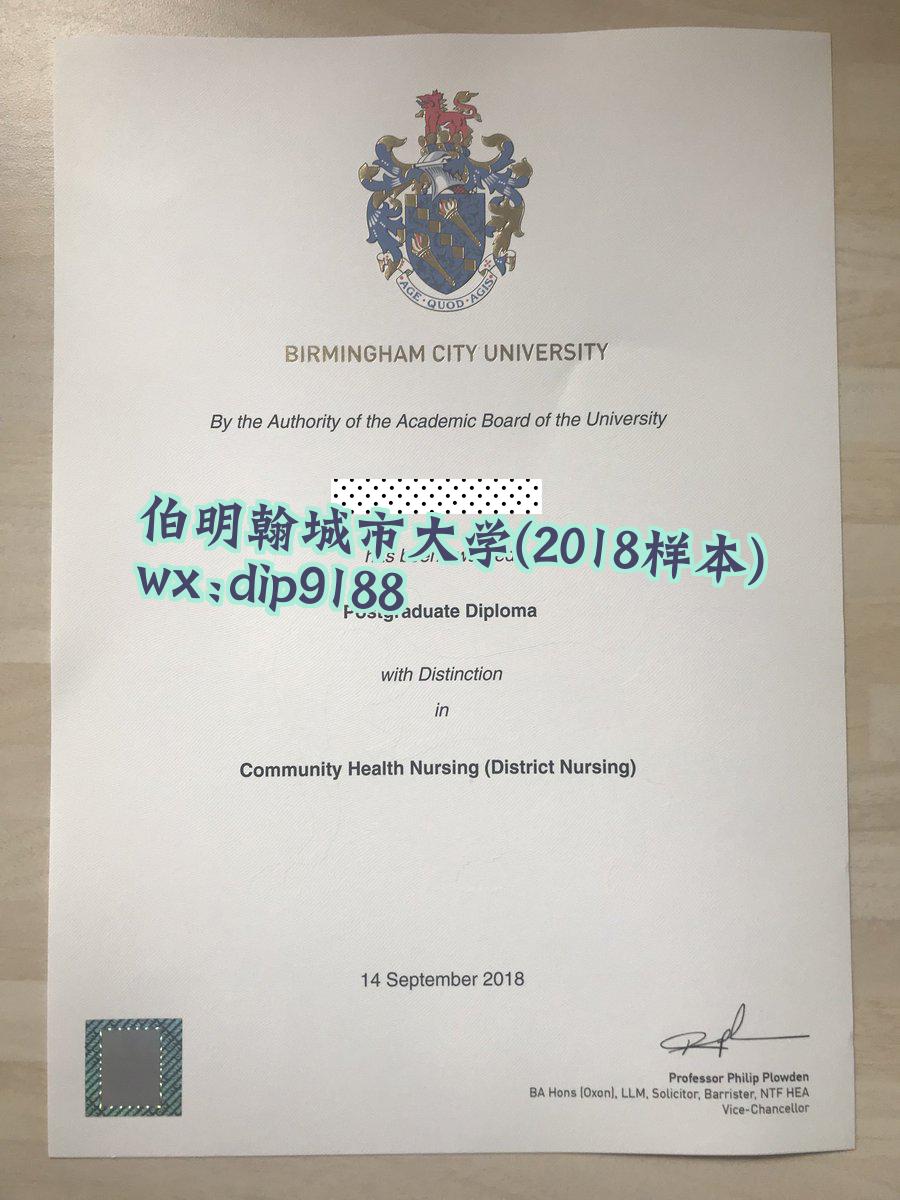 AGE · QUOD · AGIS
BIRMINGHAM CITY UNIVERSITY
By the Authority of the Academic Board of the University
伯明翰城市大学(2018样本)
wx:dip9188
Postgraduate Diploma
with Distinction
in
Community Health Nursing (District Nursing)
14 September 2018
Professor Philip Plowden
BA Hons (Oxon), LLM, Solicitor, Barrister, NTF HEA
Vice-Chancellor